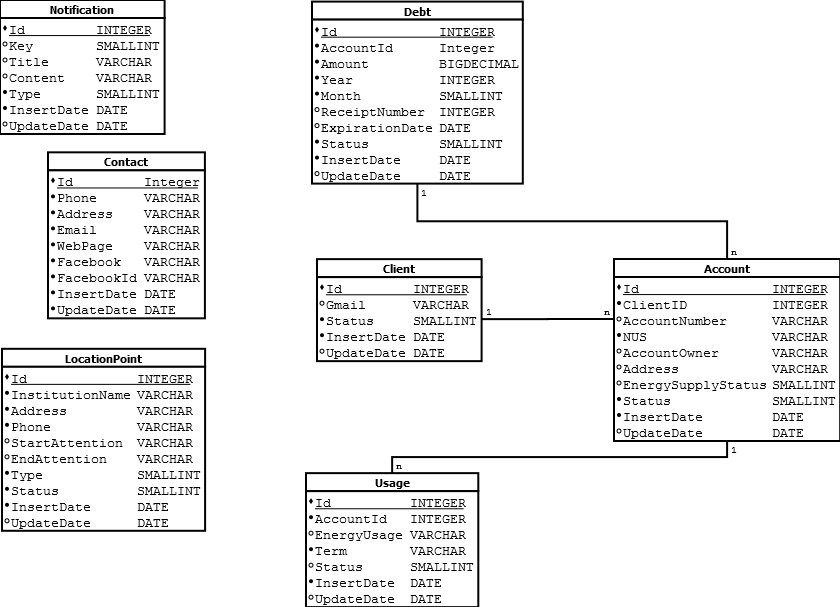 Notification
Id INTEGER
Key SMALLINT
Title VARCHAR
Content VARCHAR
Type SMALLINT
InsertDate DATE
UpdateDate DATE
Debt
Id INTEGER
AccountId Integer
Amount BIGDECIMAL
Year INTEGER
Month SMALLINT
ReceiptNumber INTEGER
ExpirationDate DATE
Status SMALLINT
InsertDate DATE
UpdateDate DATE
1
n
Contact
Id Integer
Phone VARCHAR
Address VARCHAR
Email VARCHAR
WebPage VARCHAR
Facebook VARCHAR
FacebookId VARCHAR
InsertDate DATE
UpdateDate DATE
Client
Id INTEGER
Gmail VARCHAR
Status SMALLINT
InsertDate DATE
UpdateDate DATE
1
n
Account
Id INTEGER
ClientID INTEGER
AccountNumber VARCHAR
NUS VARCHAR
AccountOwner VARCHAR
Address VARCHAR
EnergySupplyStatus SMALLINT
Status SMALLINT
InsertDate DATE
UpdateDate DATE
1
n
LocationPoint
Id INTEGER
InstitutionName VARCHAR
Address VARCHAR
Phone VARCHAR
StartAttention VARCHAR
EndAttention VARCHAR
Type SMALLINT
Status SMALLINT
InsertDate DATE
UpdateDate DATE
Usage
Id INTEGER
AccountId INTEGER
EnergyUsage VARCHAR
Term VARCHAR
Status SMALLINT
InsertDate DATE
UpdateDate DATE